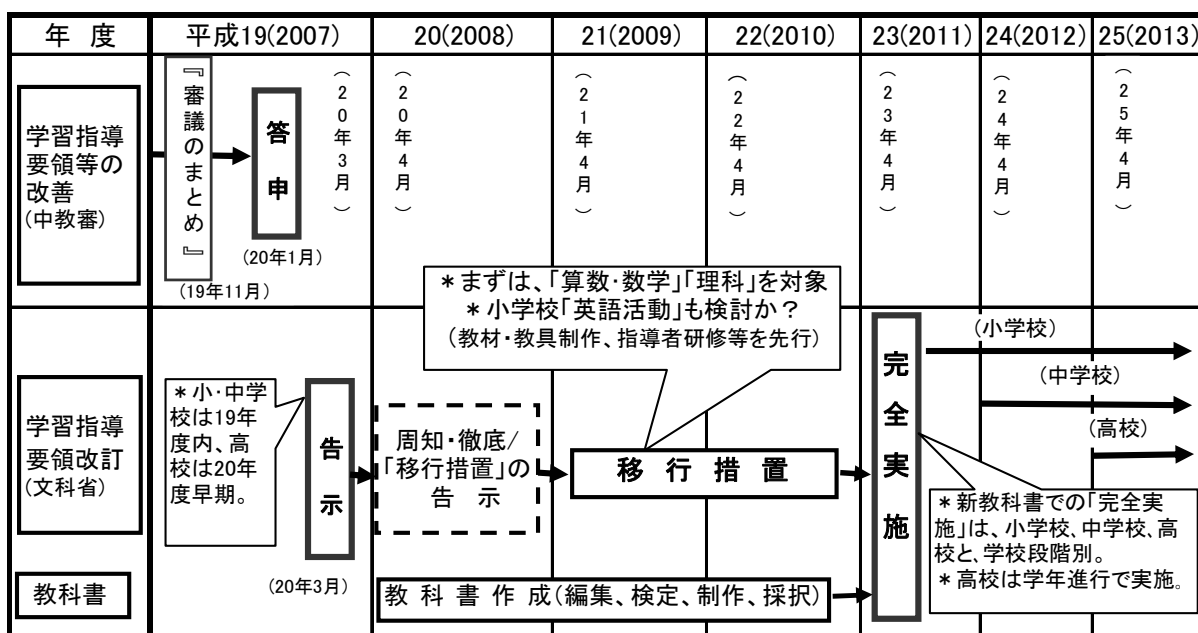 年 度
平成19(2007)
20(2008)
21(2009)
22(2010)
23(2011)
24(2012)
25(2013)
学習指導
要領等の
改善
(中教審)
『審議のまとめ』
(19年11月)
答申
(20年1月)
(20年3月)
(20年4月)
(21年4月)
(22年4月)
(23年4月)
(24年4月)
(25年4月)
＊まずは、「算数・数学」「理科」を対象
＊小学校「英語活動」も検討か？
(教材・教具制作、指導者研修等を先行)
学習指導
要領改訂
(文科省)
＊小・中学
校は19年
度内、高
校は20年
度早期。
告示
(20年3月)
周知・徹底/
「移行措置」の
告 示
移 行 措 置
完全実施
(小学校)
(中学校)
(高校)
＊新教科書での「完全実
施」は、小学校、中学校、高
校と、学校段階別。
＊高校は学年進行で実施。
教科書
教 科 書 作 成(編集、検定、制作、採択)